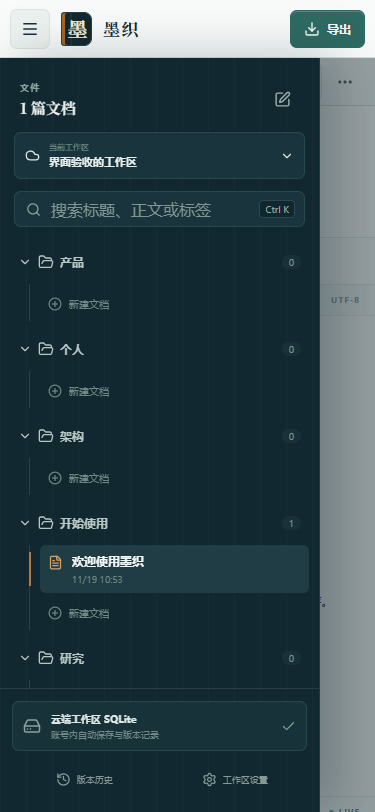 墨 墨织 导出
文件
1 篇文档
当前工作区
界面验收的工作区
搜索标题、正文或标签 Ctrl K
产品 0
新建文档
UTF-8
个人 0
新建文档
架构 0
新建文档
开始使用 1
欢迎使用墨织
11/19 10:53
新建文档
研究 0
云端工作区 SQLite
账号内自动保存与版本记录
版本历史 工作区设置
LIVE